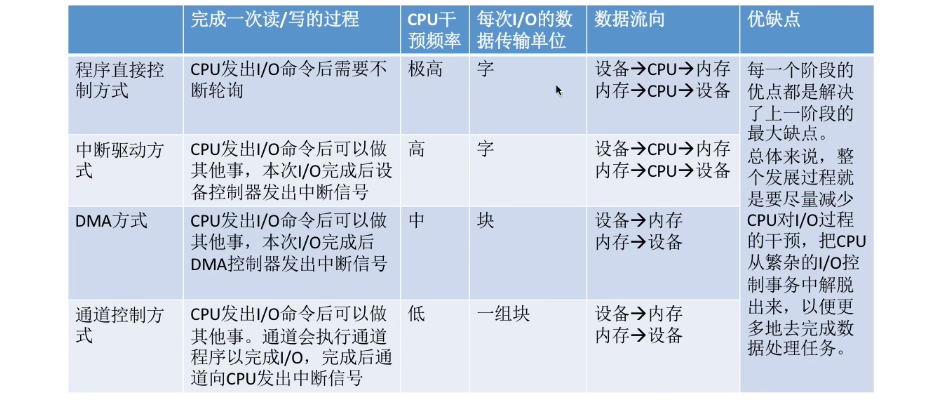 完成一次读/写的过程
CPU干
预频率
每次I/O的数
据传输单位
数据流向
优缺点
程序直接控
制方式
CPU发出I/O命令后需要不
断轮询
极高
字
设备→CPU→内存
内存→CPU→设备
每一个阶段的
优点都是解决
了上一阶段的
最大缺点。
总体来说，整
个发展过程就
是要尽量减少
CPU对I/O过程
的干预，把CPU
从繁杂的I/O控
制事务中解脱
出来，以便更
多地去完成数
据处理任务。
中断驱动方
式
CPU发出I/O命令后可以做
其他事，本次I/O完成后设
备控制器发出中断信号
高
字
设备→CPU→内存
内存→CPU→设备
DMA方式
CPU发出I/O命令后可以做
其他事，本次I/O完成后
DMA控制器发出中断信号
中
块
设备→内存
内存→设备
通道控制方
式
CPU发出I/O命令后可以做
其他事。通道会执行通道
程序以完成I/O，完成后通
道向CPU发出中断信号
低
一组块
设备→内存
内存→设备